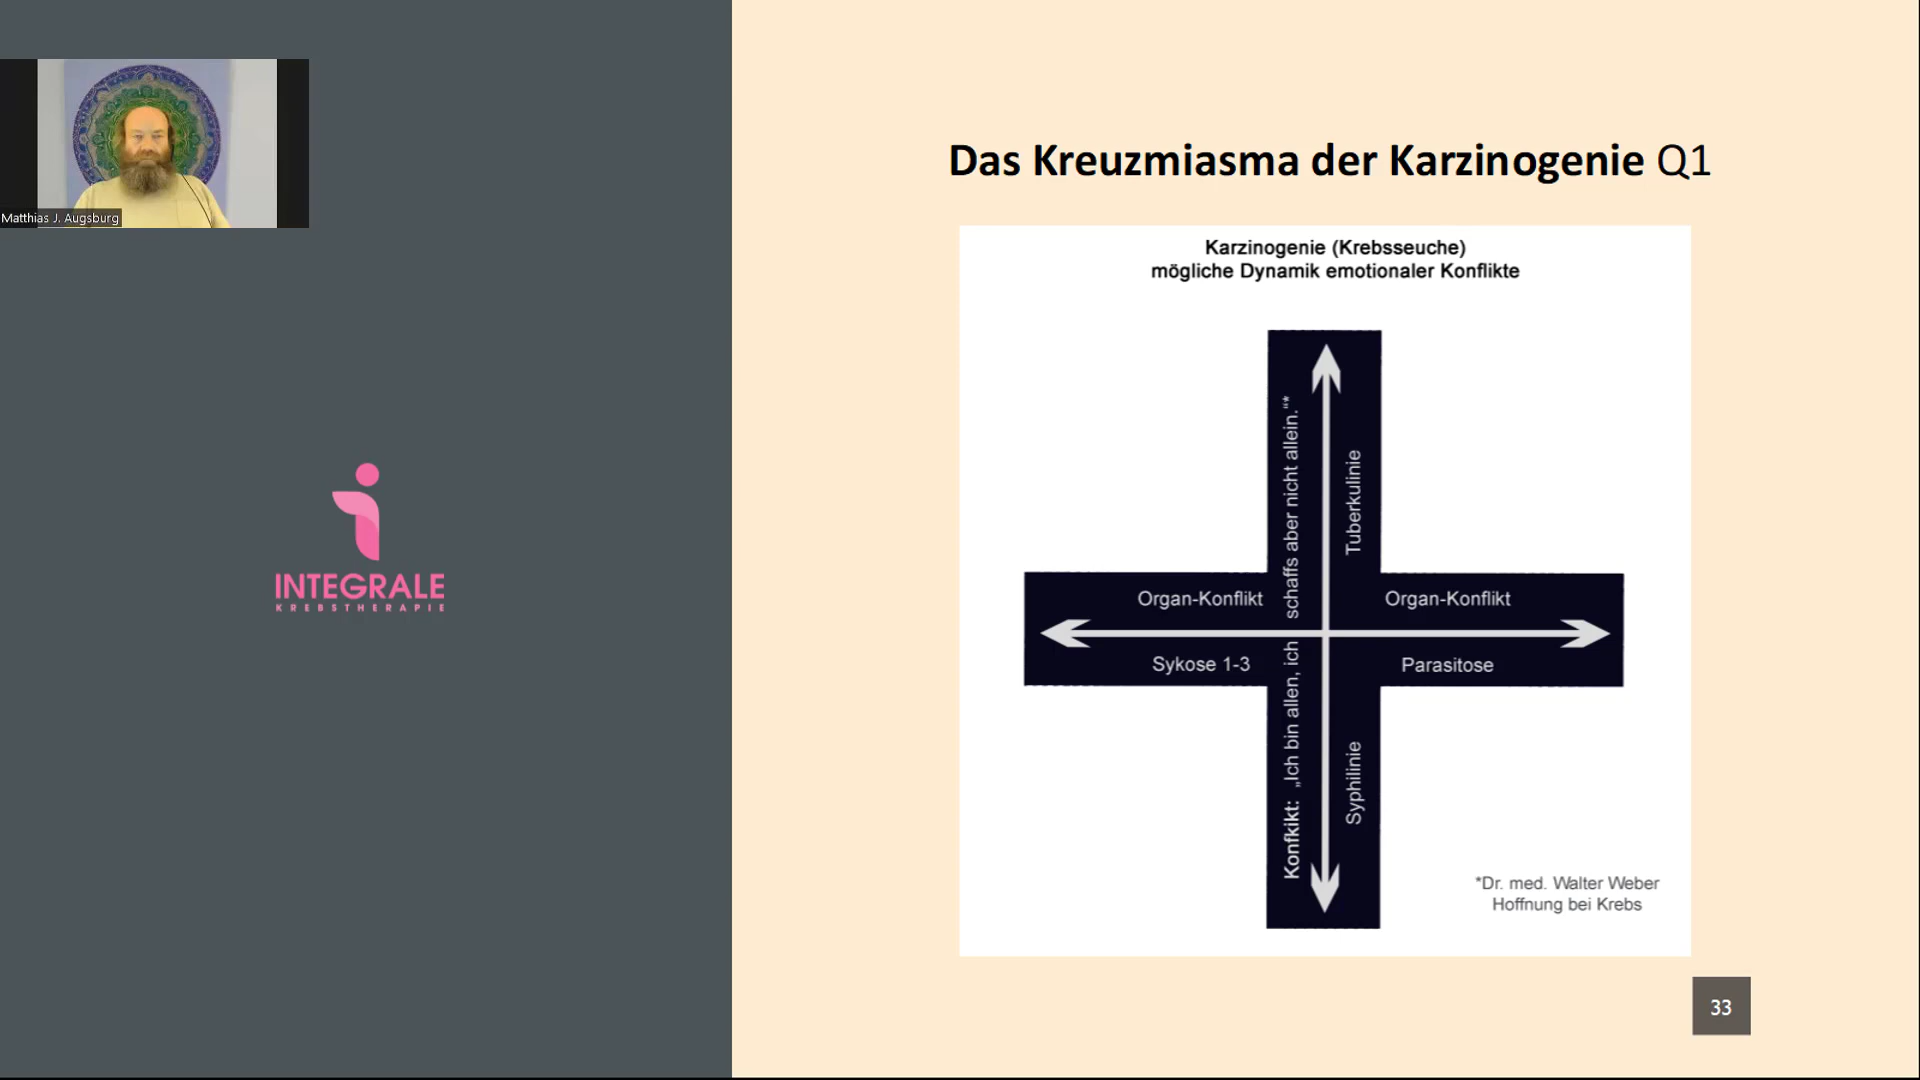 Matthias J. Augsburg
INTEGRALE
KREBSTHERAPIE
Das Kreuzmiasma der Karzinogenie Q1
Karzinogenie (Krebsseuche)
mögliche Dynamik emotionaler Konflikte
Konfkikt: „Ich bin allen, ich schaffs aber nicht allein.“*
Tuberkulinie
Organ-Konflikt
Organ-Konflikt
Sykose 1-3
Parasitose
Syphilinie
*Dr. med. Walter Weber
Hoffnung bei Krebs
33